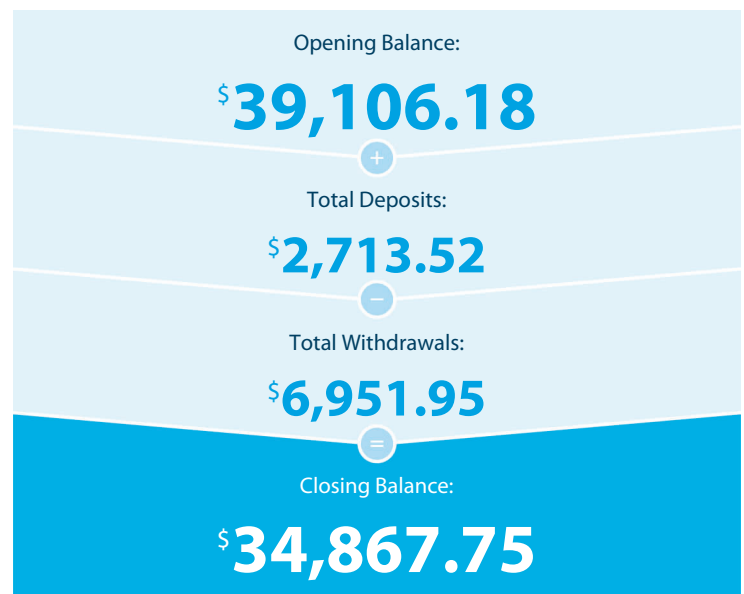 Opening Balance:
$39,106.18
+
Total Deposits:
$2,713.52
−
Total Withdrawals:
$6,951.95
=
Closing Balance:
$34,867.75